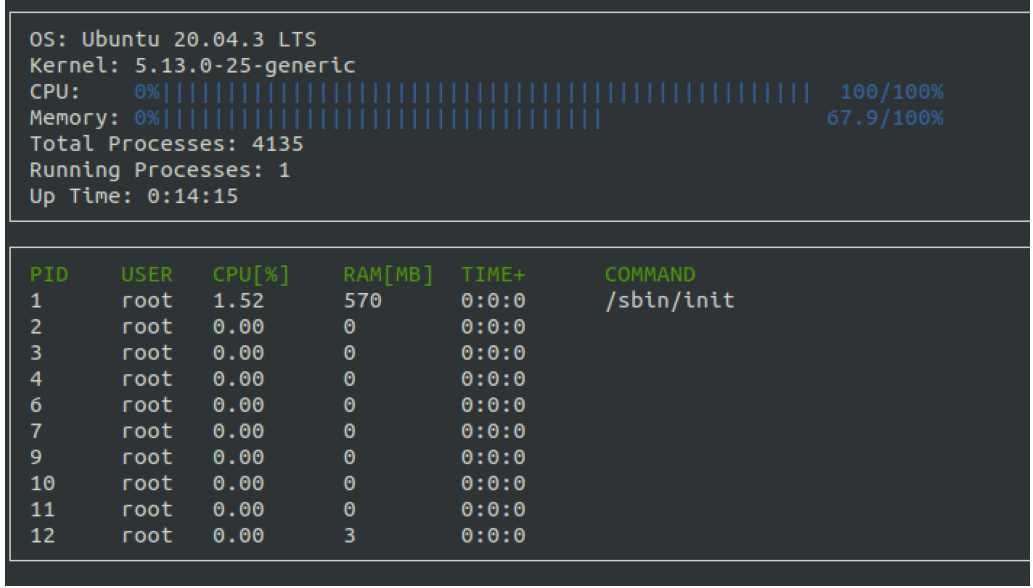 OS: Ubuntu 20.04.3 LTS
Kernel: 5.13.0-25-generic
CPU: 0%|||||||||||||||||||||||||||||||||||||||||||||||||| 100/100%
Memory: 0%|||||||||||||||||||||||||||||||||| 67.9/100%
Total Processes: 4135
Running Processes: 1
Up Time: 0:14:15
PID USER CPU[%] RAM[MB] TIME+ COMMAND
1 root 1.52 570 0:0:0 /sbin/init
2 root 0.00 0 0:0:0
3 root 0.00 0 0:0:0
4 root 0.00 0 0:0:0
6 root 0.00 0 0:0:0
7 root 0.00 0 0:0:0
9 root 0.00 0 0:0:0
10 root 0.00 0 0:0:0
11 root 0.00 0 0:0:0
12 root 0.00 3 0:0:0